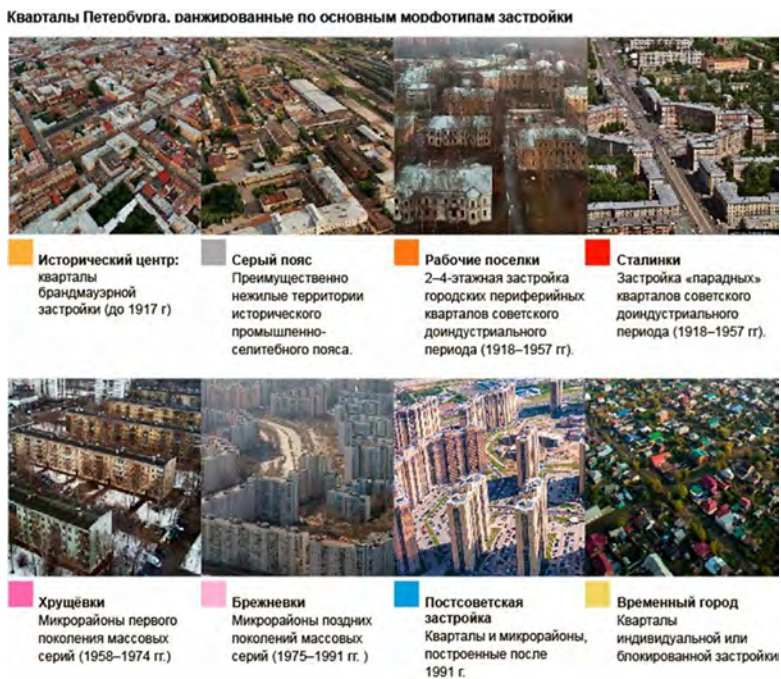 Кварталы Петербурга, ранжированные по основным морфотипам застройки
Исторический центр:
кварталы
брандмауэрной
застройки (до 1917 г)
Серый пояс
Преимущественно
нежилые территории
исторического
промышленно-
селитебного пояса.
Рабочие поселки
2–4-этажная застройка
городских периферийных
кварталов советского
доиндустриального
периода (1918–1957 гг).
Сталинки
Застройка «парадных»
кварталов советского
доиндустриального
периода (1918–1957 гг).
Хрущёвки
Микрорайоны первого
поколения массовых
серий (1958–1974 гг.)
Брежневки
Микрорайоны поздних
поколений массовых
серий (1975–1991 гг. )
Постсоветская
застройка
Кварталы и микрорайоны,
построенные после
1991 г.
Временный город
Кварталы
индивидуальной или
блокированной застройки